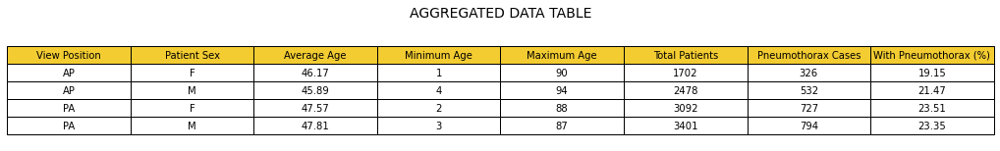 AGGREGATED DATA TABLE
View Position Patient Sex Average Age Minimum Age Maximum Age Total Patients Pneumothorax Cases With Pneumothorax (%)
AP F 46.17 1 90 1702 326 19.15
AP M 45.89 4 94 2478 532 21.47
PA F 47.57 2 88 3092 727 23.51
PA M 47.81 3 87 3401 794 23.35